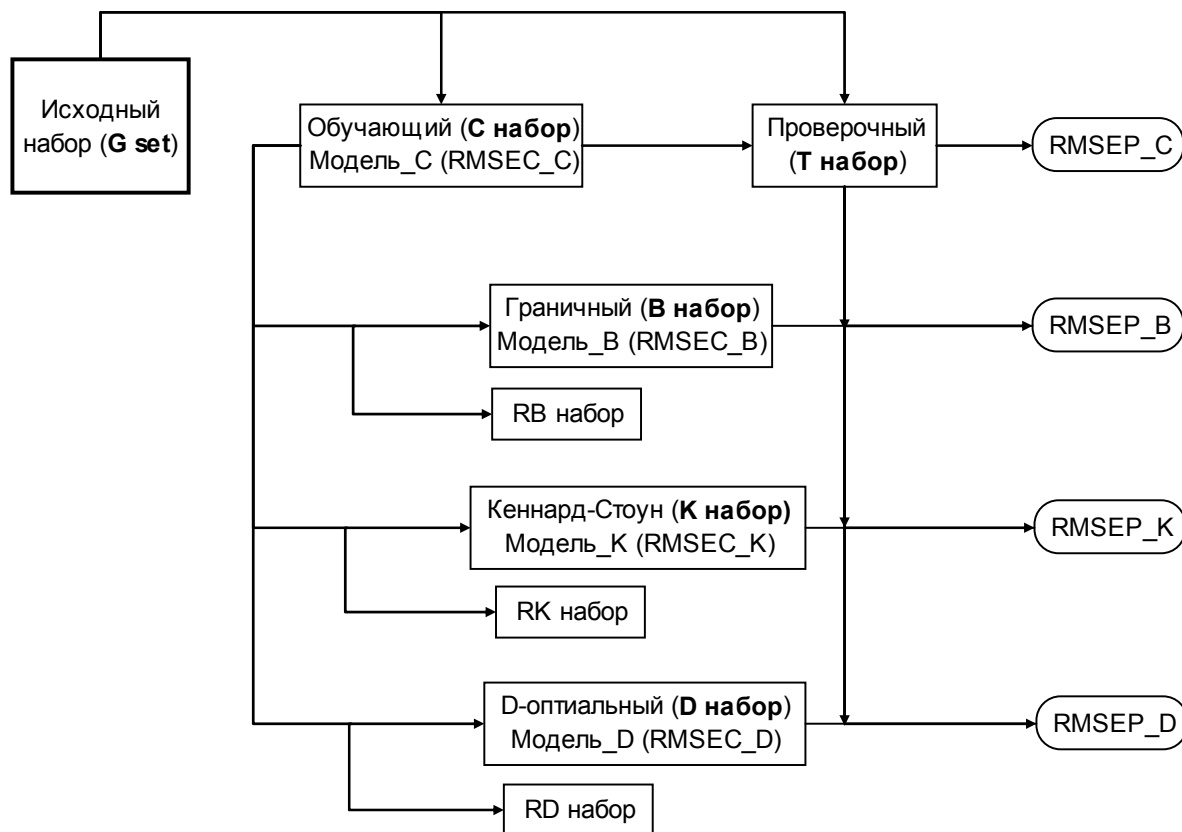 Исходный
набор (G set)
Обучающий (С набор)
Модель_C (RMSEC_C)
Проверочный
(Т набор)
RMSEP_C
Граничный (В набор)
Модель_B (RMSEC_B)
RMSEP_B
RB набор
Кеннард-Стоун (K набор)
Модель_K (RMSEC_K)
RMSEP_K
RK набор
D-оптиальный (D набор)
Модель_D (RMSEC_D)
RMSEP_D
RD набор